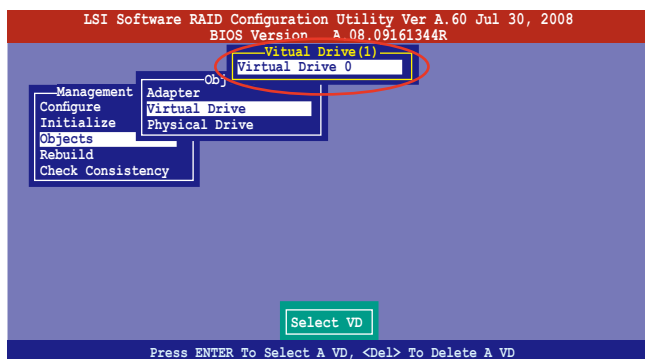 LSI Software RAID Configuration Utility Ver A.60 Jul 30, 2008
BIOS Version A.08.09161344R
Vitual Drive(1)
Virtual Drive 0
Obj
Adapter
Virtual Drive
Physical Drive
Management
Configure
Initialize
Objects
Rebuild
Check Consistency
Select VD
Press ENTER To Select A VD, <Del> To Delete A VD